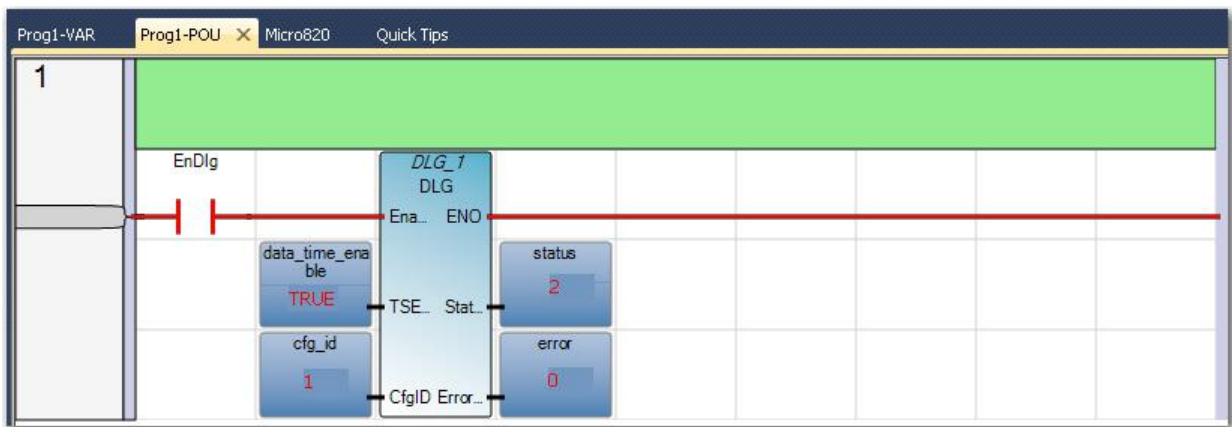 Prog1-VAR Prog1-POU Micro820 Quick Tips
1
EnDlg
DLG_1
DLG
Ena... ENO
data_time_ena
ble
TRUE
status
2
TSE... Stat...
cfg_id
1
error
0
CfgID Error...